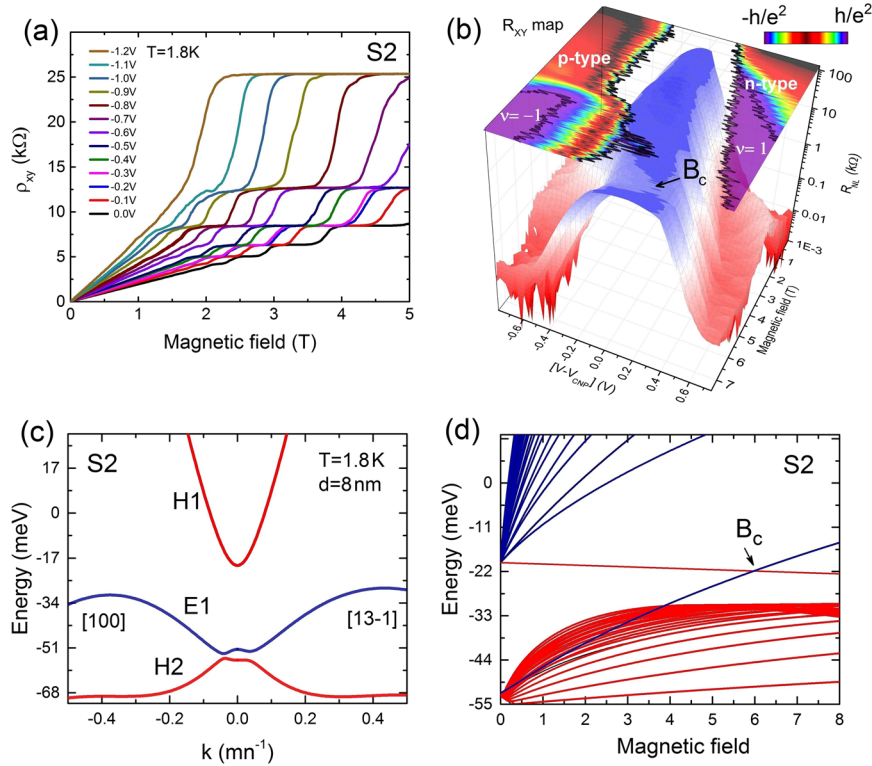 (a)
S2
T=1.8K
-1.2V
-1.1V
-1.0V
-0.9V
-0.8V
-0.7V
-0.6V
-0.5V
-0.4V
-0.3V
-0.2V
-0.1V
0.0V
30
25
20
15
10
5
0
ρxy (kΩ)
0 1 2 3 4 5
Magnetic field (T)
(b)
RXY map
-h/e² h/e²
p-type
n-type
ν= −1
ν= 1
Bc
100
10
1
0.1
0.01
1E-3
RNL (kΩ)
1
2
3
4
5
6
7
Magnetic field (T)
-0.6 -0.4 -0.2 0.0 0.2 0.4 0.6
[V-VCNP] (V)
(c)
S2
T=1.8K
d=8nm
H1
E1
H2
[100]
[13-1]
17
0
-17
-34
-51
-68
Energy (meV)
-0.4 -0.2 0.0 0.2 0.4
k (mn⁻¹)
(d)
S2
Bc
0
-11
-22
-33
-44
-55
Energy (meV)
0 1 2 3 4 5 6 7 8
Magnetic field